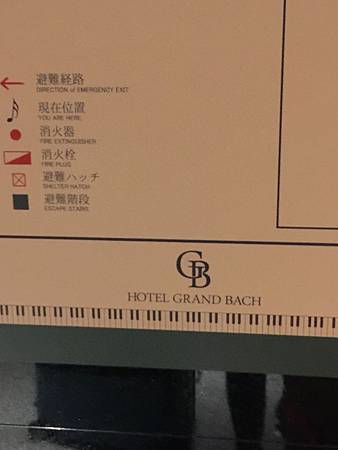 避難経路
DIRECTION of EMERGENCY EXIT
現在位置
YOU ARE HERE
消火器
FIRE EXTINGUISHER
消火栓
FIRE PLUG
避難ハッチ
SHELTER HATCH
避難階段
ESCAPE STAIRS
GB
HOTEL GRAND BACH